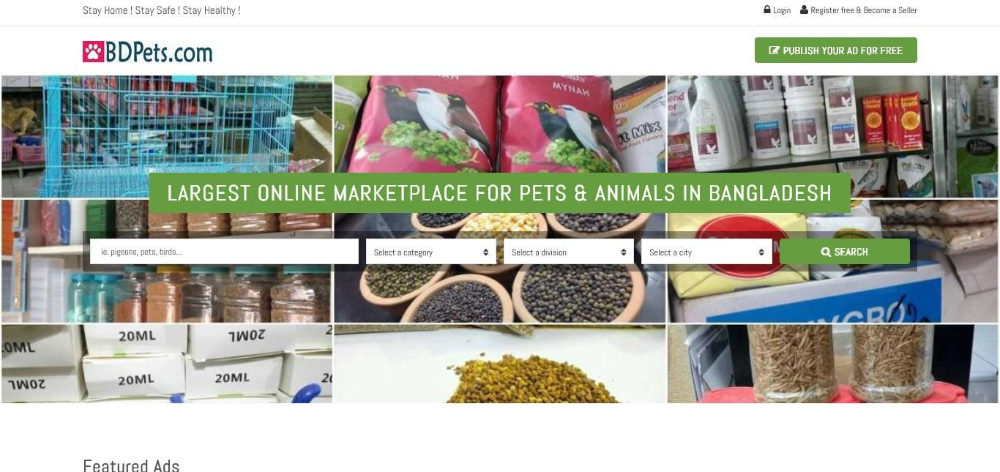 Stay Home ! Stay Safe ! Stay Healthy !
Login
Register free & Become a Seller
BDPets.com
PUBLISH YOUR AD FOR FREE
MYNAH
it Mix
LARGEST ONLINE MARKETPLACE FOR PETS & ANIMALS IN BANGLADESH
ie. pigeons, pets, birds...
Select a category
Select a division
Select a city
SEARCH
20ML
20ML
20ML
20ML
20ML
Featured Ads